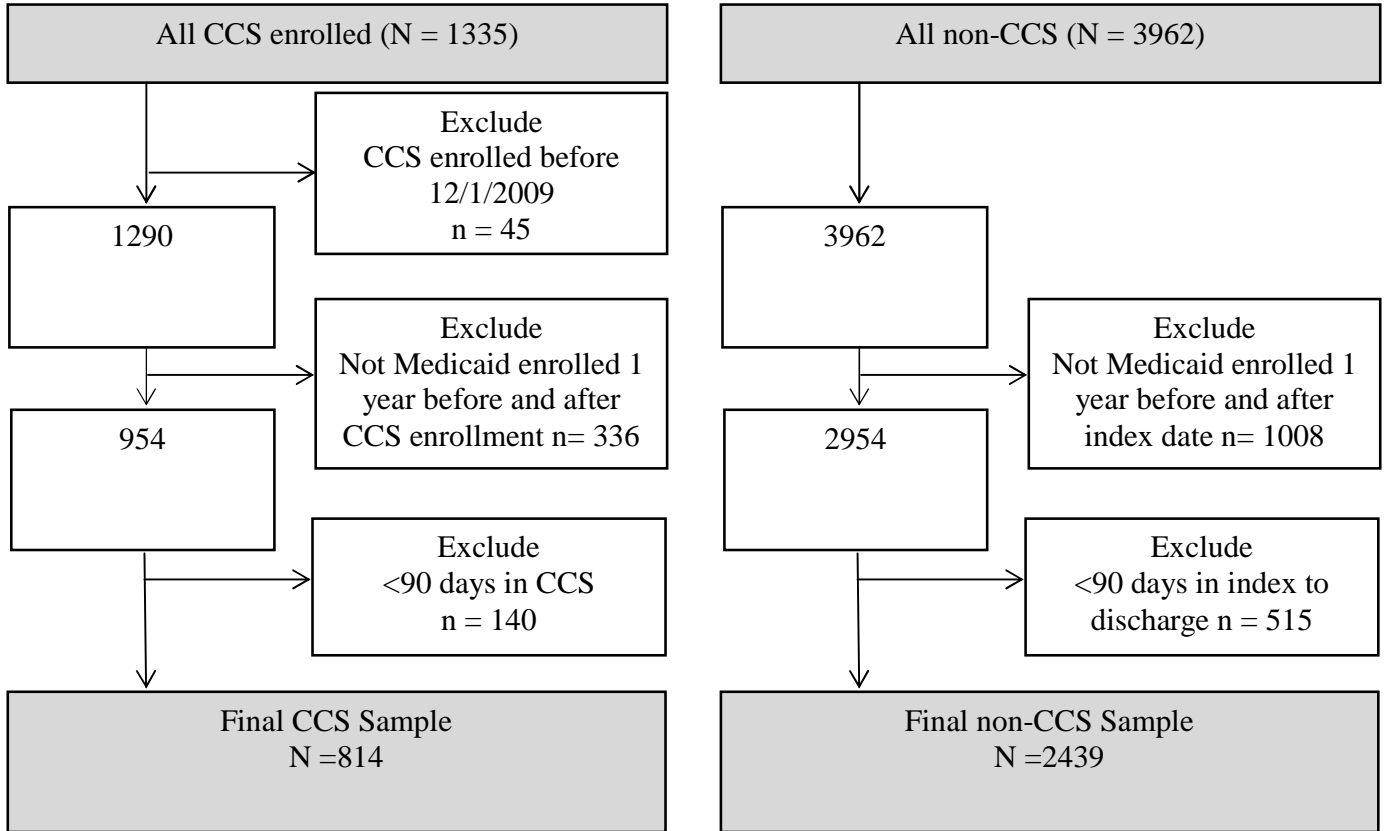 All CCS enrolled (N = 1335)
Exclude
CCS enrolled before
12/1/2009
n = 45
1290
Exclude
Not Medicaid enrolled 1
year before and after
CCS enrollment n= 336
954
Exclude
<90 days in CCS
n = 140
Final CCS Sample
N =814
All non-CCS (N = 3962)
3962
Exclude
Not Medicaid enrolled 1
year before and after
index date n= 1008
2954
Exclude
<90 days in index to
discharge n = 515
Final non-CCS Sample
N =2439